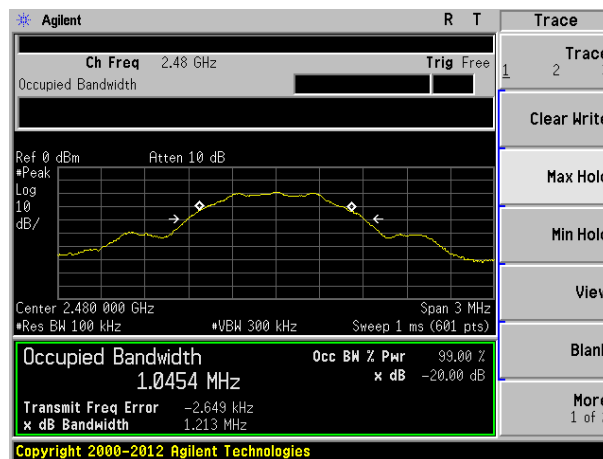 Agilent R T Trace
Ch Freq 2.48 GHz Trig Free
Occupied Bandwidth
Trace
1 2
Clear Write
Max Hold
Min Hold
View
Blank
More
1 of
Ref 0 dBm Atten 10 dB
#Peak
Log
10
dB/
Center 2.480 000 GHz Span 3 MHz
#Res BW 100 kHz #VBW 300 kHz Sweep 1 ms (601 pts)
Occupied Bandwidth Occ BW % Pwr 99.00 %
1.0454 MHz x dB -20.00 dB
Transmit Freq Error -2.649 kHz
x dB Bandwidth 1.213 MHz
Copyright 2000-2012 Agilent Technologies